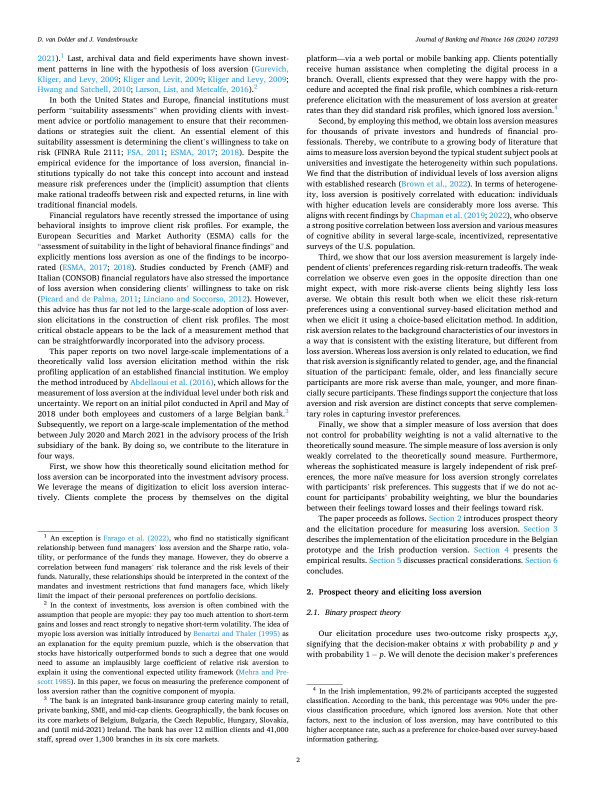 D. van Dolder and J. Vandenbroucke
Journal of Banking and Finance 168 (2024) 107293
2021).1 Last, archival data and field experiments have shown invest-
ment patterns in line with the hypothesis of loss aversion (Gurevich,
Kliger, and Levy, 2009; Kliger and Levit, 2009; Kliger and Levy, 2009;
Hwang and Satchell, 2010; Larson, List, and Metcalfe, 2016).2
In both the United States and Europe, financial institutions must
perform "suitability assessments" when providing clients with invest-
ment advice or portfolio management to ensure that their recommen-
dations or strategies suit the client. An essential element of this
suitability assessment is determining the client's willingness to take on
risk (FINRA Rule 2111; FSA, 2011; ESMA, 2017; 2018). Despite the
empirical evidence for the importance of loss aversion, financial in-
stitutions typically do not take this concept into account and instead
measure risk preferences under the (implicit) assumption that clients
make rational tradeoffs between risk and expected returns, in line with
traditional financial models.
Financial regulators have recently stressed the importance of using
behavioral insights to improve client risk profiles. For example, the
European Securities and Market Authority (ESMA) calls for the
"assessment of suitability in the light of behavioral finance findings" and
explicitly mentions loss aversion as one of the findings to be incorpo-
rated (ESMA, 2017; 2018). Studies conducted by French (AMF) and
Italian (CONSOB) financial regulators have also stressed the importance
of loss aversion when considering clients' willingness to take on risk
(Picard and de Palma, 2011; Linciano and Soccorso, 2012). However,
this advice has thus far not led to the large-scale adoption of loss aver-
sion elicitations in the construction of client risk profiles. The most
critical obstacle appears to be the lack of a measurement method that
can be straightforwardly incorporated into the advisory process.
This paper reports on two novel large-scale implementations of a
theoretically valid loss aversion elicitation method within the risk
profiling application of an established financial institution. We employ
the method introduced by Abdellaoui et al. (2016), which allows for the
measurement of loss aversion at the individual level under both risk and
uncertainty. We report on an initial pilot conducted in April and May of
2018 under both employees and customers of a large Belgian bank.3
Subsequently, we report on a large-scale implementation of the method
between July 2020 and March 2021 in the advisory process of the Irish
subsidiary of the bank. By doing so, we contribute to the literature in
four ways.
First, we show how this theoretically sound elicitation method for
loss aversion can be incorporated into the investment advisory process.
We leverage the means of digitization to elicit loss aversion interac-
tively. Clients complete the process by themselves on the digital
1 An exception is Farago et al. (2022), who find no statistically significant
relationship between fund managers' loss aversion and the Sharpe ratio, vola-
tility, or performance of the funds they manage. However, they do observe a
correlation between fund managers' risk tolerance and the risk levels of their
funds. Naturally, these relationships should be interpreted in the context of the
mandates and investment restrictions that fund managers face, which likely
limit the impact of their personal preferences on portfolio decisions.
2 In the context of investments, loss aversion is often combined with the
assumption that people are myopic: they pay too much attention to short-term
gains and losses and react strongly to negative short-term volatility. The idea of
myopic loss aversion was initially introduced by Benartzi and Thaler (1995) as
an explanation for the equity premium puzzle, which is the observation that
stocks have historically outperformed bonds to such a degree that one would
need to assume an implausibly large coefficient of relative risk aversion to
explain it using the conventional expected utility framework (Mehra and Pre-
scott 1985). In this paper, we focus on measuring the preference component of
loss aversion rather than the cognitive component of myopia.
3 The bank is an integrated bank-insurance group catering mainly to retail,
private banking, SME, and mid-cap clients. Geographically, the bank focuses on
its core markets of Belgium, Bulgaria, the Czech Republic, Hungary, Slovakia,
and (until mid-2021) Ireland. The bank has over 12 million clients and 41,000
staff, spread over 1,300 branches in its six core markets.
platform—via a web portal or mobile banking app. Clients potentially
receive human assistance when completing the digital process in a
branch. Overall, clients expressed that they were happy with the pro-
cedure and accepted the final risk profile, which combines a risk-return
preference elicitation with the measurement of loss aversion at greater
rates than they did standard risk profiles, which ignored loss aversion.4
Second, by employing this method, we obtain loss aversion measures
for thousands of private investors and hundreds of financial pro-
fessionals. Thereby, we contribute to a growing body of literature that
aims to measure loss aversion beyond the typical student subject pools at
universities and investigate the heterogeneity within such populations.
We find that the distribution of individual levels of loss aversion aligns
with established research (Brown et al., 2022). In terms of heterogene-
ity, loss aversion is positively correlated with education: individuals
with higher education levels are considerably more loss averse. This
aligns with recent findings by Chapman et al. (2019; 2022), who observe
a strong positive correlation between loss aversion and various measures
of cognitive ability in several large-scale, incentivized, representative
surveys of the U.S. population.
Third, we show that our loss aversion measurement is largely inde-
pendent of clients' preferences regarding risk-return tradeoffs. The weak
correlation we observe even goes in the opposite direction than one
might expect, with more risk-averse clients being slightly less loss
averse. We obtain this result both when we elicit these risk-return
preferences using a conventional survey-based elicitation method and
when we elicit it using a choice-based elicitation method. In addition,
risk aversion relates to the background characteristics of our investors in
a way that is consistent with the existing literature, but different from
loss aversion. Whereas loss aversion is only related to education, we find
that risk aversion is significantly related to gender, age, and the financial
situation of the participant: female, older, and less financially secure
participants are more risk averse than male, younger, and more finan-
cially secure participants. These findings support the conjecture that loss
aversion and risk aversion are distinct concepts that serve complemen-
tary roles in capturing investor preferences.
Finally, we show that a simpler measure of loss aversion that does
not control for probability weighting is not a valid alternative to the
theoretically sound measure. The simple measure of loss aversion is only
weakly correlated to the theoretically sound measure. Furthermore,
whereas the sophisticated measure is largely independent of risk pref-
erences, the more naïve measure for loss aversion strongly correlates
with participants' risk preferences. This suggests that if we do not ac-
count for participants' probability weighting, we blur the boundaries
between their feelings toward losses and their feelings toward risk.
The paper proceeds as follows. Section 2 introduces prospect theory
and the elicitation procedure for measuring loss aversion. Section 3
describes the implementation of the elicitation procedure in the Belgian
prototype and the Irish production version. Section 4 presents the
empirical results. Section 5 discusses practical considerations. Section 6
concludes.
2. Prospect theory and eliciting loss aversion
2.1. Binary prospect theory
Our elicitation procedure uses two-outcome risky prospects xpy,
signifying that the decision-maker obtains x with probability p and y
with probability 1 − p. We will denote the decision maker's preferences
4 In the Irish implementation, 99.2% of participants accepted the suggested
classification. According to the bank, this percentage was 90% under the pre-
vious classification procedure, which ignored loss aversion. Note that other
factors, next to the inclusion of loss aversion, may have contributed to this
higher acceptance rate, such as a preference for choice-based over survey-based
information gathering.
2